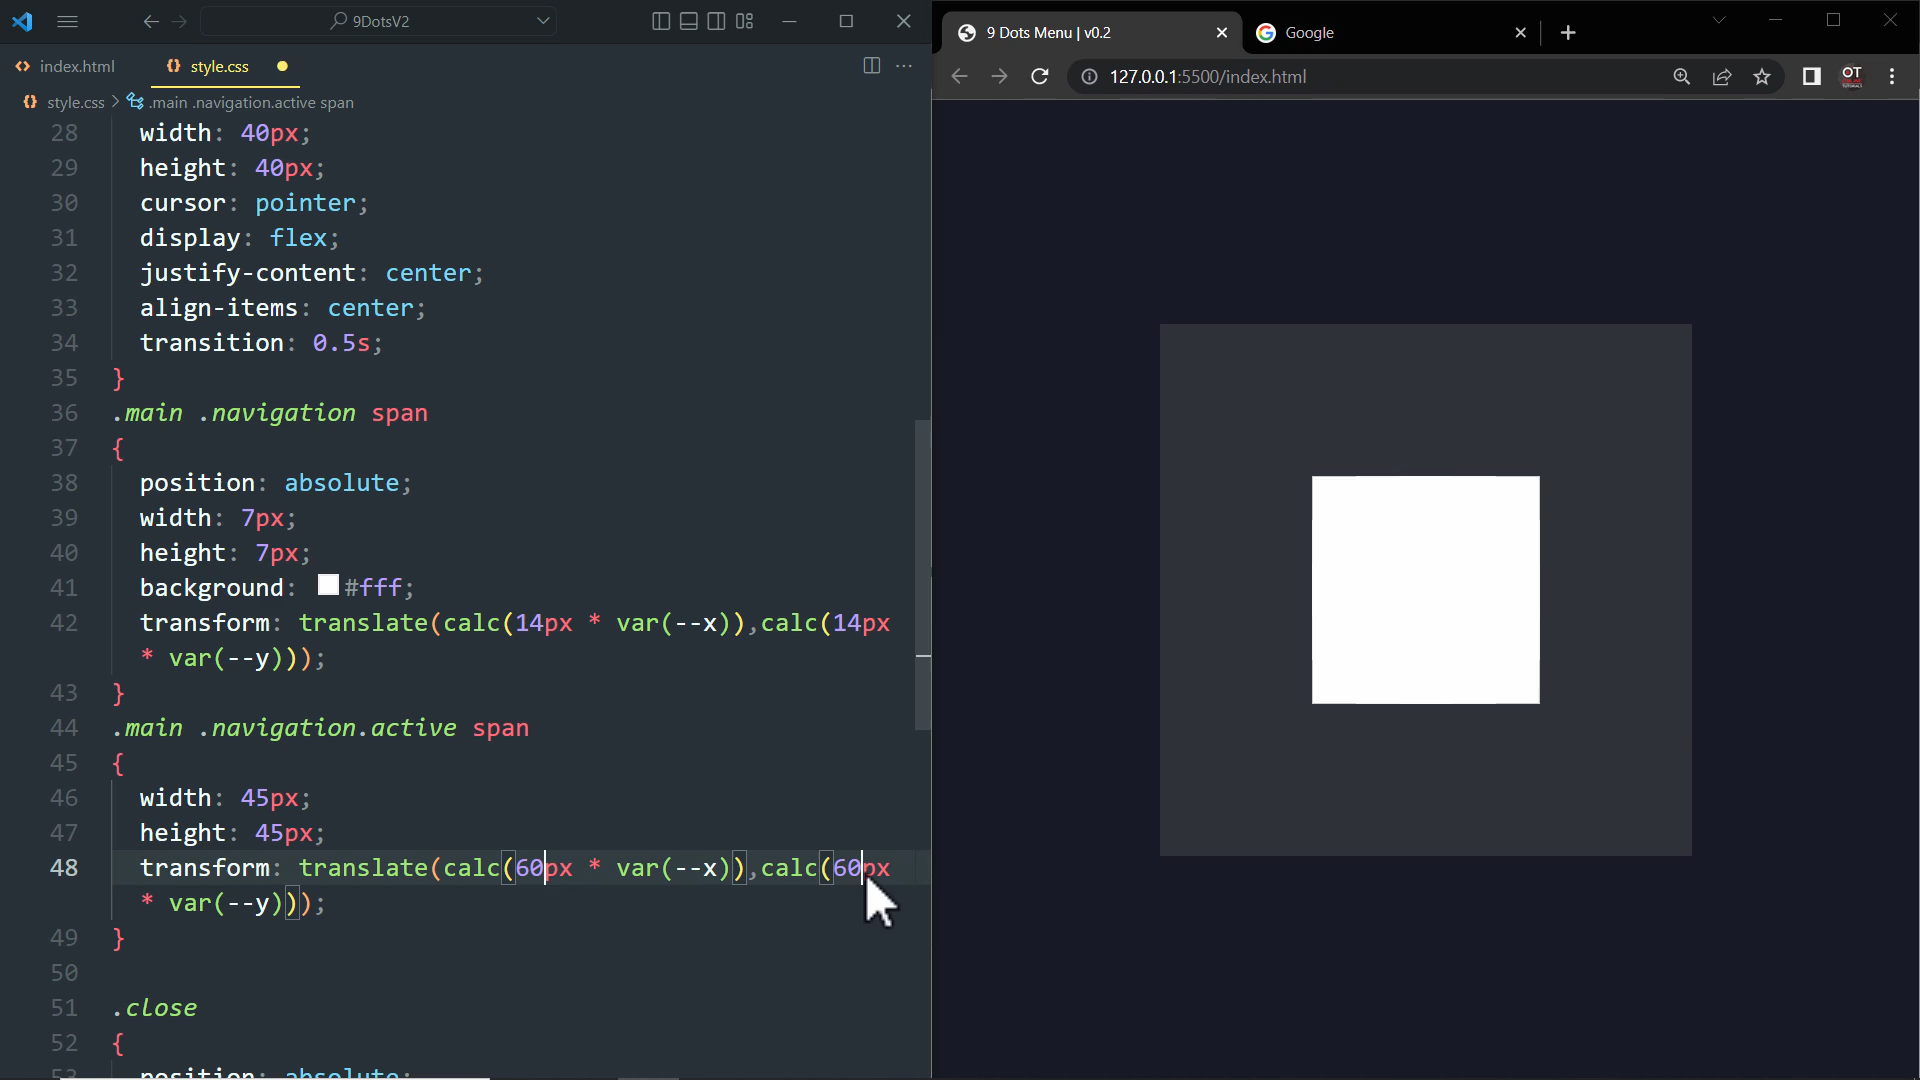 9DotsV2
index.html
style.css
style.css > .main .navigation.active span
28 width: 40px;
29 height: 40px;
30 cursor: pointer;
31 display: flex;
32 justify-content: center;
33 align-items: center;
34 transition: 0.5s;
35 }
36 .main .navigation span
37 {
38 position: absolute;
39 width: 7px;
40 height: 7px;
41 background: #fff;
42 transform: translate(calc(14px * var(--x)),calc(14px
* var(--y)));
43 }
44 .main .navigation.active span
45 {
46 width: 45px;
47 height: 45px;
48 transform: translate(calc(60px * var(--x)),calc(60px
* var(--y)));
49 }
50
51 .close
52 {
53 position: absolute;
9 Dots Menu | v0.2
Google
127.0.0.1:5500/index.html
OT